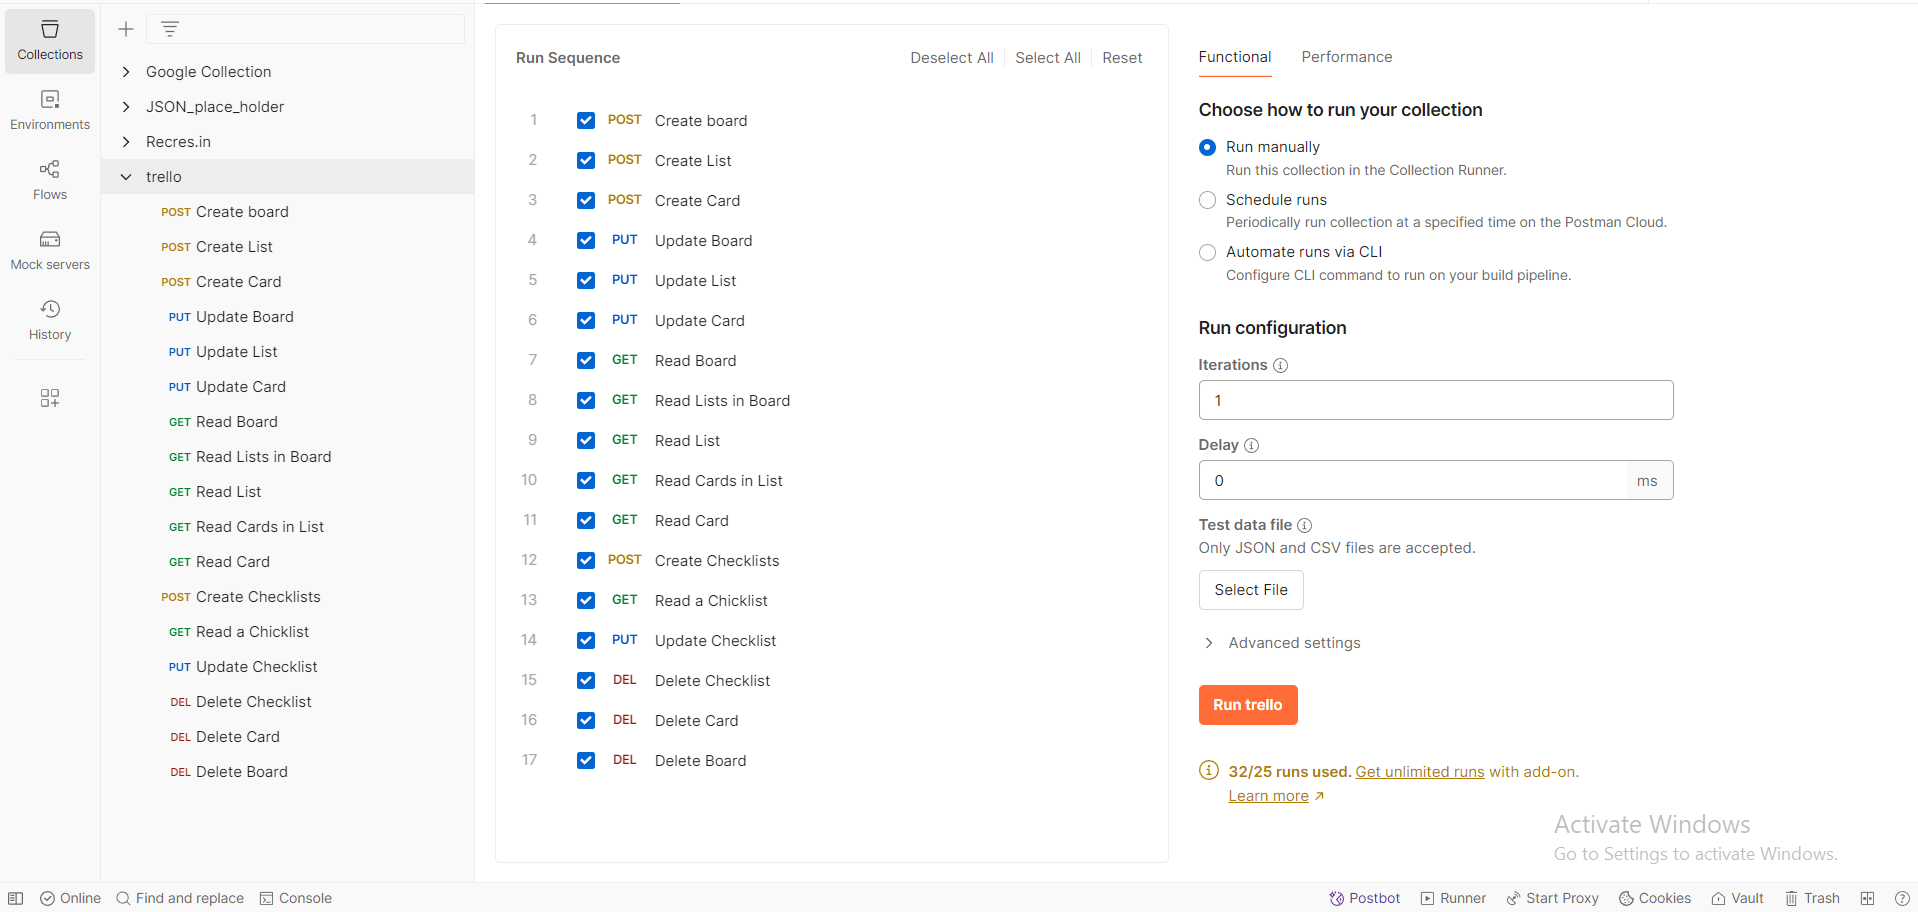 Collections
Environments
Flows
Mock servers
History
Google Collection
JSON_place_holder
Recres.in
trello
POST Create board
POST Create List
POST Create Card
PUT Update Board
PUT Update List
PUT Update Card
GET Read Board
GET Read Lists in Board
GET Read List
GET Read Cards in List
GET Read Card
POST Create Checklists
GET Read a Chicklist
PUT Update Checklist
DEL Delete Checklist
DEL Delete Card
DEL Delete Board
Run Sequence Deselect All Select All Reset
1 POST Create board
2 POST Create List
3 POST Create Card
4 PUT Update Board
5 PUT Update List
6 PUT Update Card
7 GET Read Board
8 GET Read Lists in Board
9 GET Read List
10 GET Read Cards in List
11 GET Read Card
12 POST Create Checklists
13 GET Read a Chicklist
14 PUT Update Checklist
15 DEL Delete Checklist
16 DEL Delete Card
17 DEL Delete Board
Functional Performance
Choose how to run your collection
Run manually
Run this collection in the Collection Runner.
Schedule runs
Periodically run collection at a specified time on the Postman Cloud.
Automate runs via CLI
Configure CLI command to run on your build pipeline.
Run configuration
Iterations
1
Delay
0 ms
Test data file
Only JSON and CSV files are accepted.
Select File
Advanced settings
Run trello
32/25 runs used. Get unlimited runs with add-on.
Learn more ↗
Activate Windows
Go to Settings to activate Windows.
Online Find and replace Console Postbot Runner Start Proxy Cookies Vault Trash